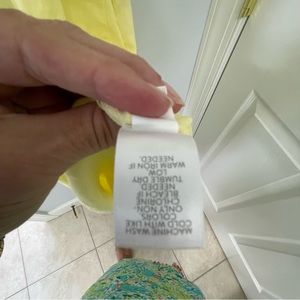 MACHINE WASH
COLD WITH LIKE
COLORS.
ONLY NON-
CHLORINE
BLEACH IF
NEEDED.
TUMBLE DRY
LOW.
WARM IRON IF
NEEDED.